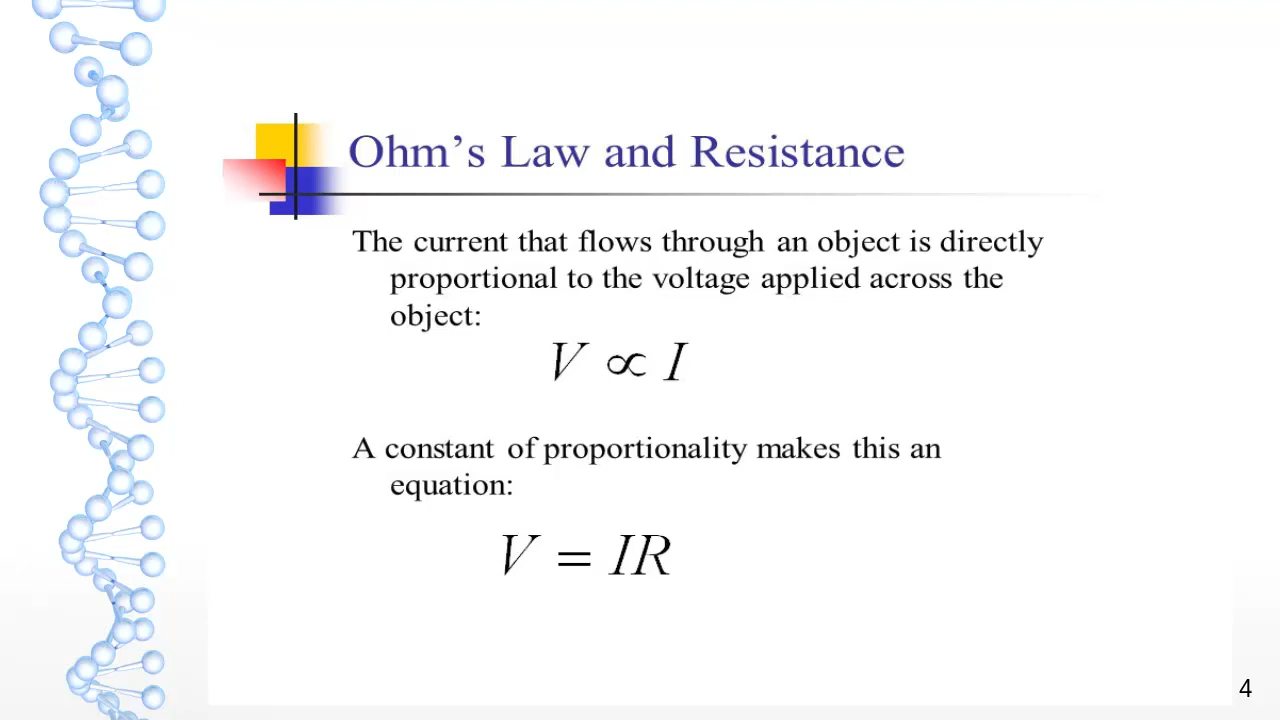 Ohm’s Law and Resistance
The current that flows through an object is directly
proportional to the voltage applied across the
object:
V ∝ I
A constant of proportionality makes this an
equation:
V = IR
4